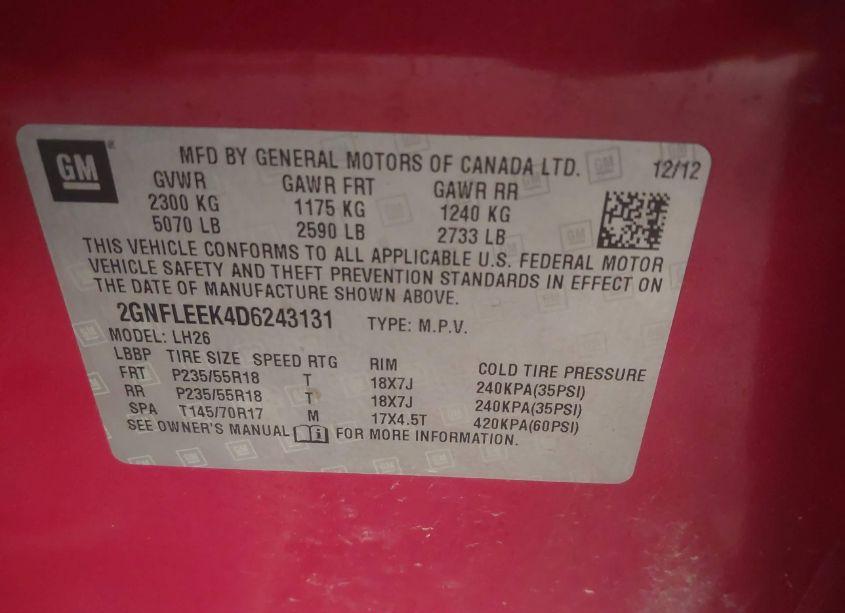 GM
MFD BY GENERAL MOTORS OF CANADA LTD. 12/12
GVWR GAWR FRT GAWR RR
2300 KG 1175 KG 1240 KG
5070 LB 2590 LB 2733 LB
THIS VEHICLE CONFORMS TO ALL APPLICABLE U.S. FEDERAL MOTOR
VEHICLE SAFETY AND THEFT PREVENTION STANDARDS IN EFFECT ON
THE DATE OF MANUFACTURE SHOWN ABOVE.
2GNFLEEK4D6243131 TYPE: M.P.V.
MODEL: LH26
LBBP TIRE SIZE SPEED RTG RIM COLD TIRE PRESSURE
FRT P235/55R18 T 18X7J 240KPA(35PSI)
RR P235/55R18 T 18X7J 240KPA(35PSI)
SPA T145/70R17 M 17X4.5T 420KPA(60PSI)
SEE OWNER'S MANUAL FOR MORE INFORMATION.